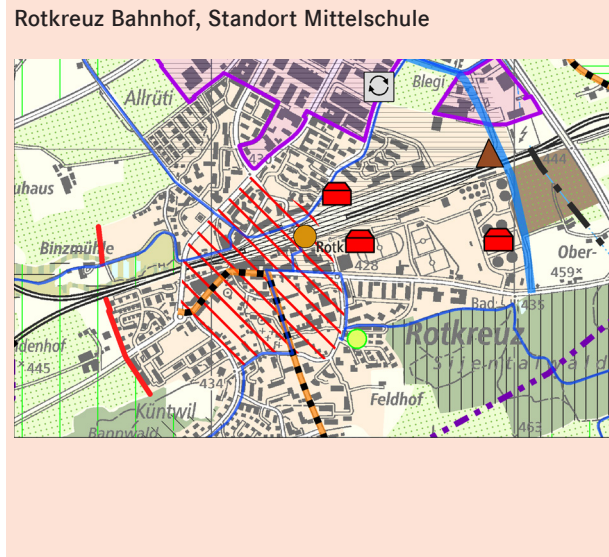 Rotkreuz Bahnhof, Standort Mittelschule
Blegi
Allrüti
430
444
uhaus
Binzmühle
Rotk
428
Ober-
459
Bad
435
Rotkreuz
denhof
445
434
Feldhof
Küntwil
Bannwald
463